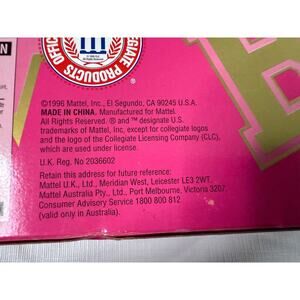 ©1996 Mattel, Inc., El Segundo, CA 90245 U.S.A.
MADE IN CHINA. Manufactured for Mattel.
All Rights Reserved. ® and ™ designate U.S.
trademarks of Mattel, Inc. except for collegiate logos
and the logo of the Collegiate Licensing Company (CLC),
which are used under license.
U.K. Reg. No 2036602
Retain this address for future reference:
Mattel U.K., Ltd., Meridian West, Leicester LE3 2WT.
Mattel Australia Pty., Ltd., Port Melbourne, Victoria 3207.
Consumer Advisory Service 1800 800 812
(valid only in Australia).